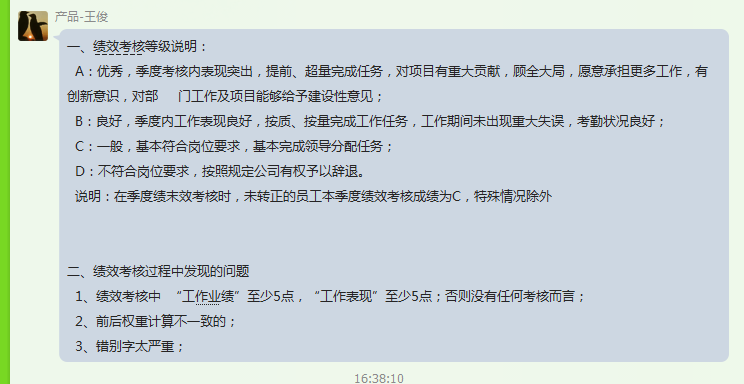 产品-王俊
一、绩效考核等级说明：
A：优秀，季度考核内表现突出，提前、超量完成任务，对项目有重大贡献，顾全大局，愿意承担更多工作，有
创新意识，对部 门工作及项目能够给予建设性意见；
B：良好，季度内工作表现良好，按质、按量完成工作任务，工作期间未出现重大失误，考勤状况良好；
C：一般，基本符合岗位要求，基本完成领导分配任务；
D：不符合岗位要求，按照规定公司有权予以辞退。
说明：在季度绩末效考核时，未转正的员工本季度绩效考核成绩为C，特殊情况除外
二、绩效考核过程中发现的问题
1、绩效考核中 “工作业绩”至少5点，“工作表现”至少5点；否则没有任何考核而言；
2、前后权重计算不一致的；
3、错别字太严重；
16:38:10